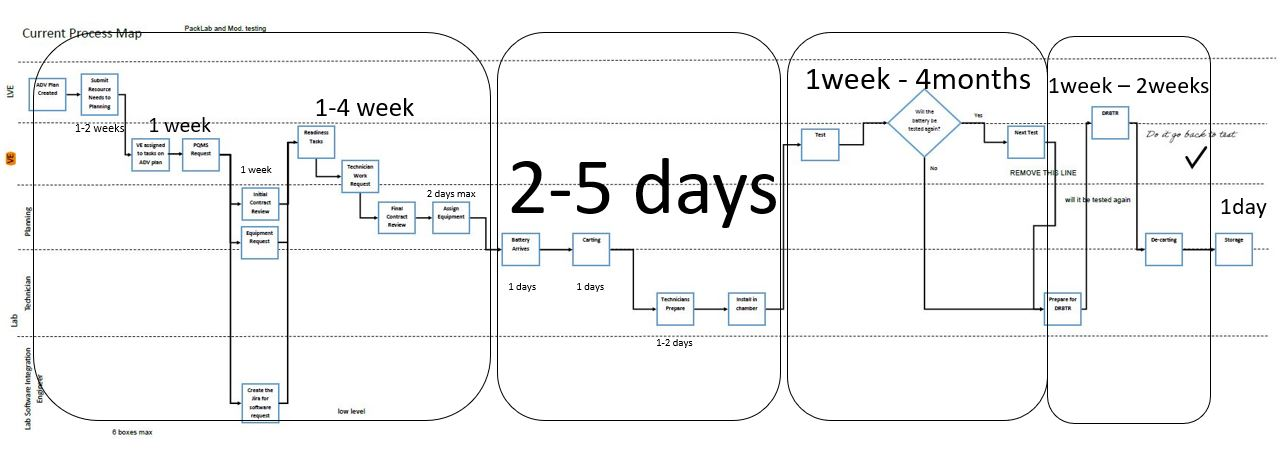 Current Process Map
PackLab and Mod. testing
LVE
VE
Planning
Technician
Lab
Lab Software Integration
Engineer
ADV Plan
Created
Submit
Resource
Needs to
Planning
1-2 weeks
1 week
VE assigned
to tasks on
ADV plan
PQMS
Request
1 week
Initial
Contract
Review
Equipment
Request
Create the
Jira for
software
request
1-4 week
Readiness
Tasks
Technician
Work
Request
Final
Contract
Review
2 days max
Assign
Equipment
low level
6 boxes max
2-5 days
Battery
Arrives
1 days
Carting
1 days
Technicians
Prepare
1-2 days
Install in
chamber
1week - 4months
Test
Will the
battery be
tested again?
Yes
No
Next Test
REMOVE THIS LINE
will it be tested again
Prepare for
DRBTR
1week – 2weeks
DRBTR
Do it go back to test
De-carting
1day
Storage